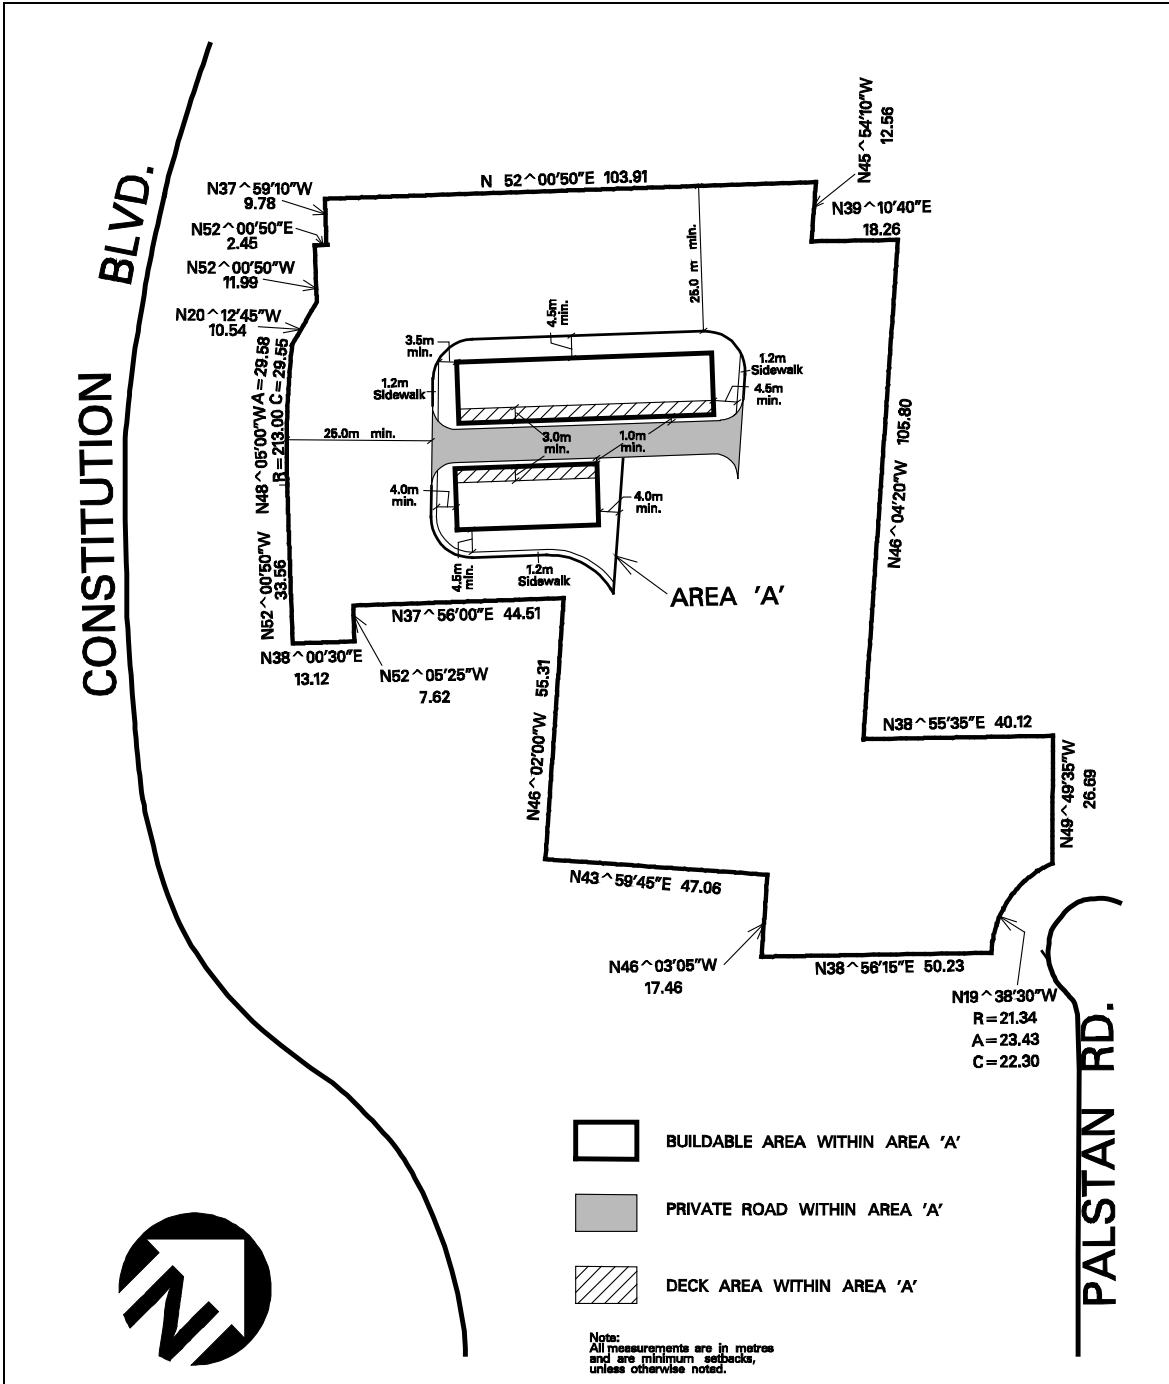 N45^54'10"W
12.56
N 52^00'50"E 103.91
N37^59'10"W
9.78
N39^10'40"E
18.26
N52^00'50"E
2.45
N52^00'50"W
11.99
N20^12'45"W
10.54
CONSTITUTION BLVD.
25.0 m min.
4.5m
min.
3.5m
min.
1.2m
Sidewalk
1.2m
Sidewalk
4.5m
min.
N48^05'00"W A=29.58
R=213.00 C=29.55
25.0m min.
3.0m
min.
1.0m
min.
N46^04'20"W 105.80
4.0m
min.
4.0m
min.
4.5m
min.
1.2m
Sidewalk
AREA 'A'
N52^00'50"W
33.56
N37^56'00"E 44.51
N38^00'30"E
13.12
N52^05'25"W
7.62
N46^02'00"W 55.31
N38^55'35"E 40.12
N49^49'35"W
26.69
N43^59'45"E 47.06
N46^03'05"W
17.46
N38^56'15"E 50.23
N19^38'30"W
R=21.34
A=23.43
C=22.30
PALSTAN RD.
BUILDABLE AREA WITHIN AREA 'A'
PRIVATE ROAD WITHIN AREA 'A'
DECK AREA WITHIN AREA 'A'
N
Note:
All measurements are in metres
and are minimum setbacks,
unless otherwise noted.